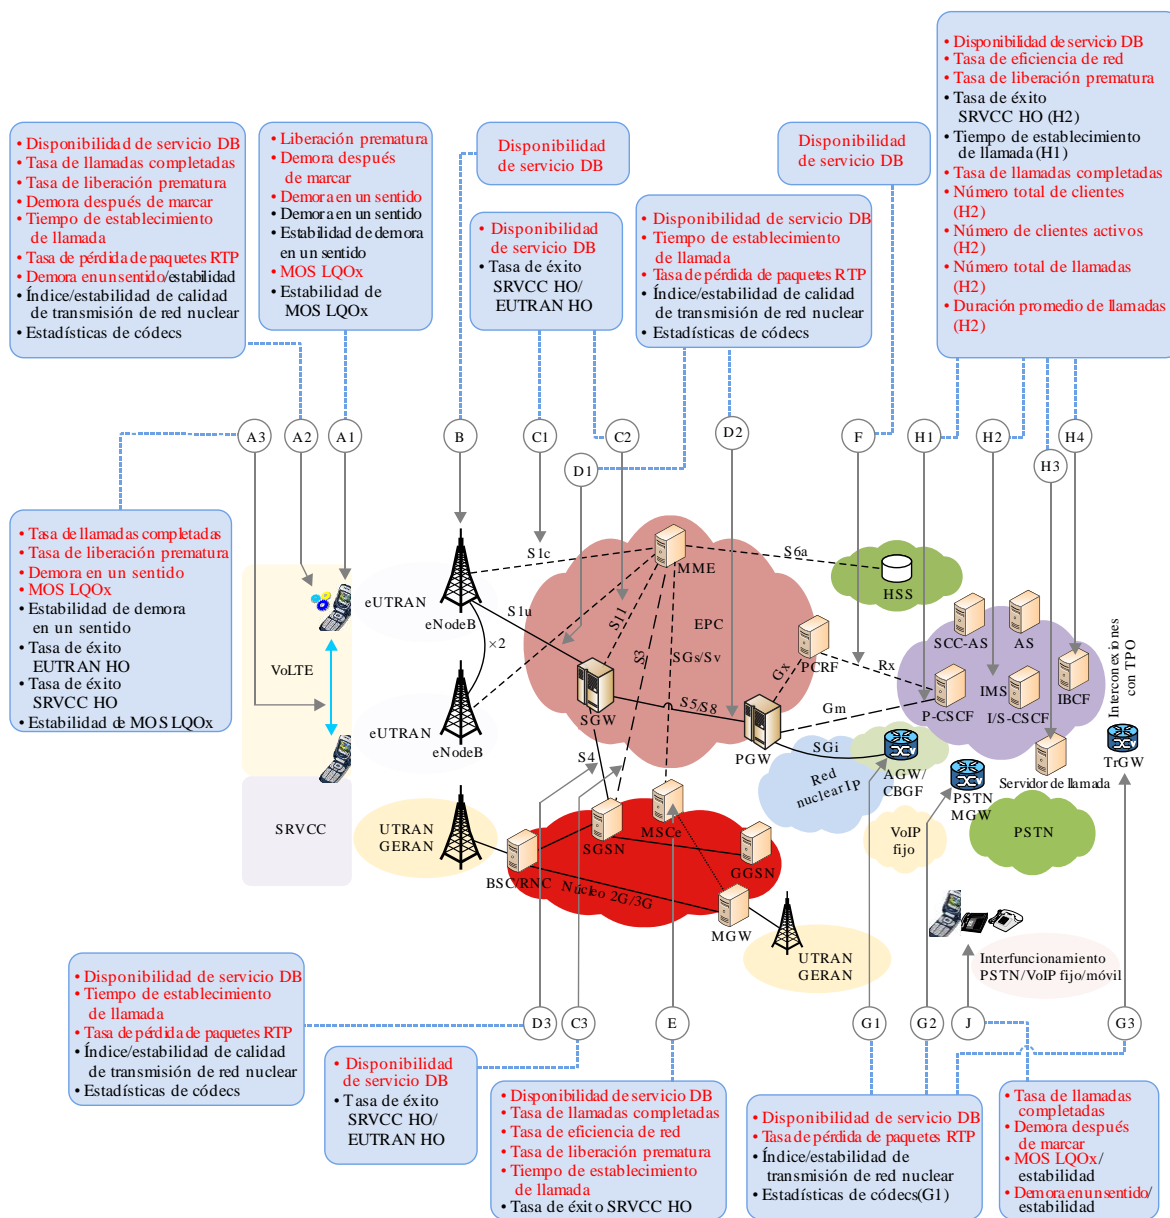 • Disponibilidad de servicio DB
• Tasa de eficiencia de red
• Tasa de liberación prematura
• Tasa de éxito
SRVCC HO (H2)
• Tiempo de establecimiento
de llamada (H1)
• Tasa de llamadas completadas
• Número total de clientes
(H2)
• Número de clientes activos
(H2)
• Número total de llamadas
(H2)
• Duración promedio de llamadas
(H2)
• Disponibilidad de servicio DB
• Tasa de llamadas completadas
• Tasa de liberación prematura
• Demora después de marcar
• Tiempo de establecimiento
de llamada
• Tasa de pérdida de paquetes RTP
• Demora en un sentido/estabilidad
• Índice/estabilidad de calidad
de transmisión de red nuclear
• Estadísticas de códecs
• Liberación prematura
• Demora después
de marcar
• Demora en un sentido
• Demora en un sentido
• Estabilidad de demora
en un sentido
• MOS LQOx
• Estabilidad de
MOS LQOx
Disponibilidad
de servicio DB
• Disponibilidad
de servicio DB
• Tasa de éxito
SRVCC HO/
EUTRAN HO
• Disponibilidad de servicio DB
• Tiempo de establecimiento
de llamada
• Tasa de pérdida de paquetes RTP
• Índice/estabilidad de calidad
de transmisión de red nuclear
• Estadísticas de códecs
Disponibilidad
de servicio DB
A3
A2
A1
B
C1
C2
D1
D2
F
H1
H2
H3
H4
• Tasa de llamadas completadas
• Tasa de liberación prematura
• Demora en un sentido
• MOS LQOx
• Estabilidad de demora
en un sentido
• Tasa de éxito
EUTRAN HO
• Tasa de éxito
SRVCC HO
• Estabilidad de MOS LQOx
VoLTE
SRVCC
eUTRAN
eNodeB
×2
eUTRAN
eNodeB
UTRAN
GERAN
S1c
S1u
S11
S3
SGs/Sv
S6a
MME
EPC
HSS
SGW
S5/S8
S4
Gx
PCRF
Rx
Gm
PGW
SGi
SCC-AS
AS
IMS
P-CSCF
I/S-CSCF
IBCF
Interconexiones
con TPO
TrGW
Servidor de llamada
Red
nuclear IP
AGW/
CBGF
PSTN
MGW
VoIP
fijo
PSTN
BSC/RNC
SGSN
MSCe
GGSN
Núcleo 2G/3G
MGW
UTRAN
GERAN
Interfuncionamiento
PSTN/VoIP fijo/móvil
D3
C3
E
G1
G2
J
G3
• Disponibilidad de servicio DB
• Tiempo de establecimiento
de llamada
• Tasa de pérdida de paquetes RTP
• Índice/estabilidad de calidad
de transmisión de red nuclear
• Estadísticas de códecs
• Disponibilidad
de servicio DB
• Tasa de éxito
SRVCC HO/
EUTRAN HO
• Disponibilidad de servicio DB
• Tasa de llamadas completadas
• Tasa de eficiencia de red
• Tasa de liberación prematura
• Tiempo de establecimiento
de llamada
• Tasa de éxito SRVCC HO
• Disponibilidad de servicio DB
• Tasa de pérdida de paquetes RTP
• Índice/estabilidad de
transmisión de red nuclear
• Estadísticas de códecs(G1)
• Tasa de llamadas
completadas
• Demora después
de marcar
• MOS LQOx/
estabilidad
• Demora en un sentido/
estabilidad